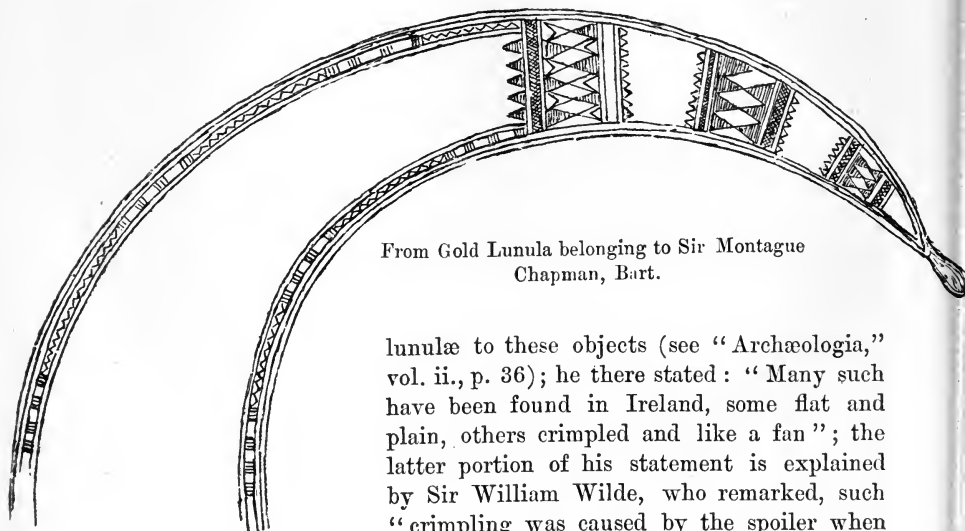 From Gold Lunula belonging to Sir Montague
Chapman, Bart.
lunulæ to these objects (see “Archæologia,”
vol. ii., p. 36); he there stated : “Many such
have been found in Ireland, some flat and
plain, others crimpled and like a fan”; the
latter portion of his statement is explained
by Sir William Wilde, who remarked, such
“crimpling was caused by the spoiler when